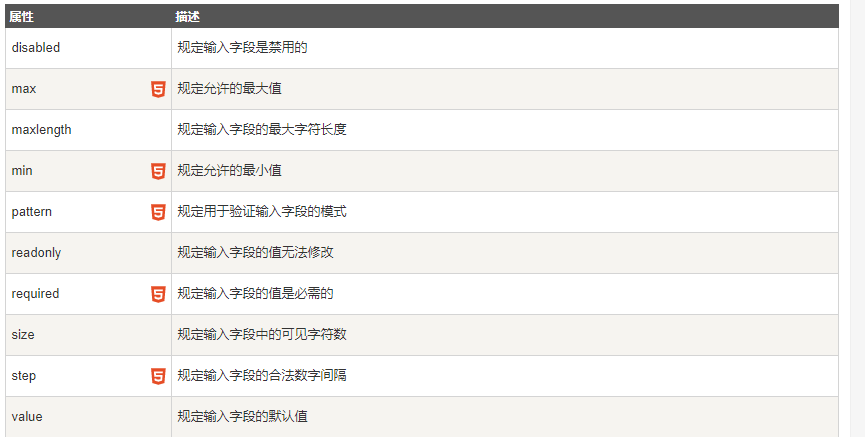 属性 描述
disabled 规定输入字段是禁用的
max 规定允许的最大值
maxlength 规定输入字段的最大字符长度
min 规定允许的最小值
pattern 规定用于验证输入字段的模式
readonly 规定输入字段的值无法修改
required 规定输入字段的值是必需的
size 规定输入字段中的可见字符数
step 规定输入字段的合法数字间隔
value 规定输入字段的默认值